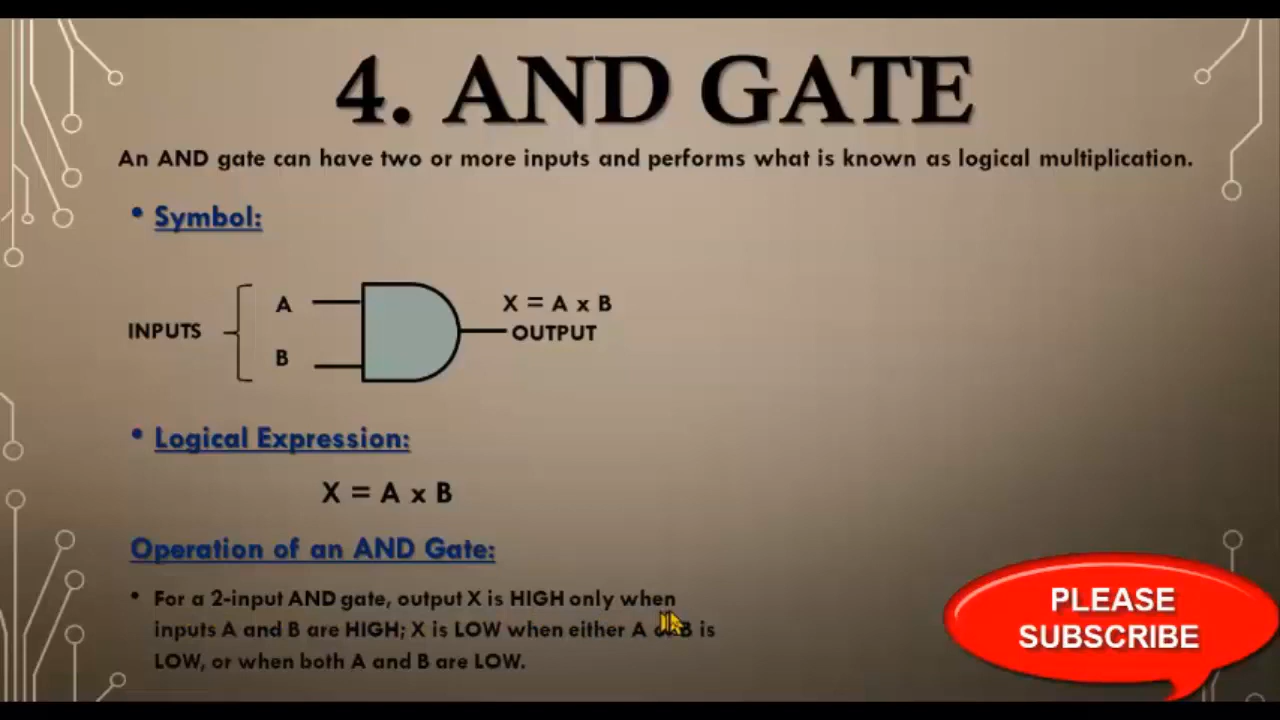 4. AND GATE
An AND gate can have two or more inputs and performs what is known as logical multiplication.
• Symbol:
A
X = A x B
INPUTS
OUTPUT
B
• Logical Expression:
X = A x B
Operation of an AND Gate:
• For a 2-input AND gate, output X is HIGH only when
inputs A and B are HIGH; X is LOW when either A or B is
LOW, or when both A and B are LOW.
PLEASE
SUBSCRIBE